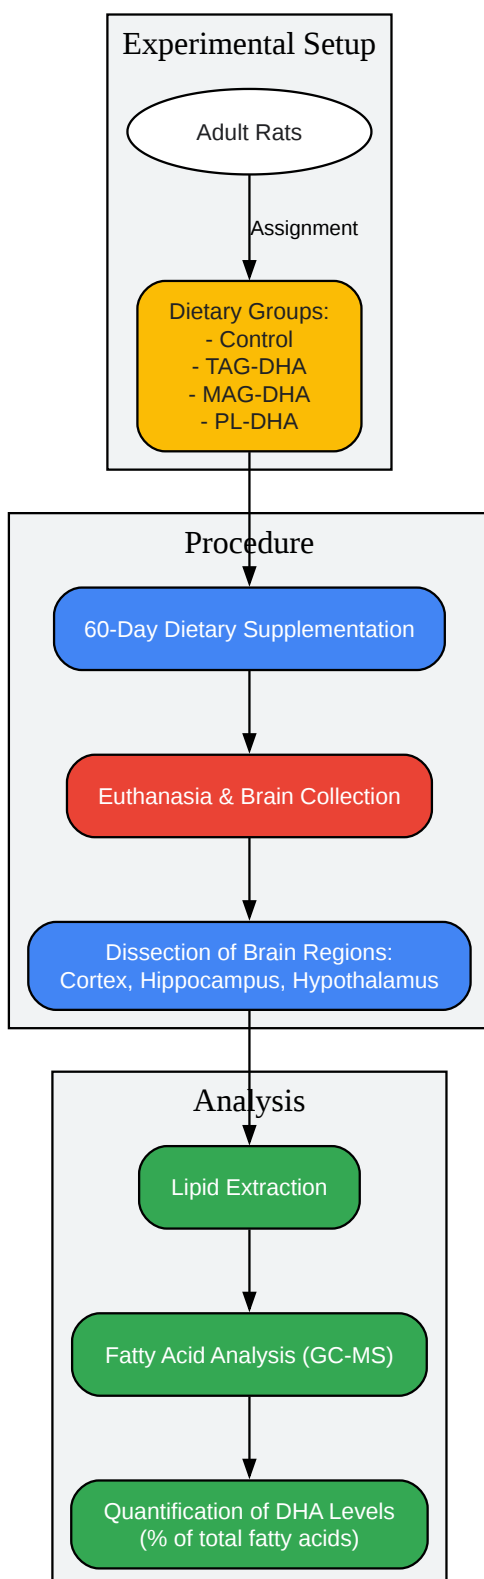 Experimental Setup
Adult Rats
Assignment
Dietary Groups:
- Control
- TAG-DHA
- MAG-DHA
- PL-DHA
Procedure
60-Day Dietary Supplementation
Euthanasia & Brain Collection
Dissection of Brain Regions:
Cortex, Hippocampus, Hypothalamus
Analysis
Lipid Extraction
Fatty Acid Analysis (GC-MS)
Quantification of DHA Levels
(% of total fatty acids)